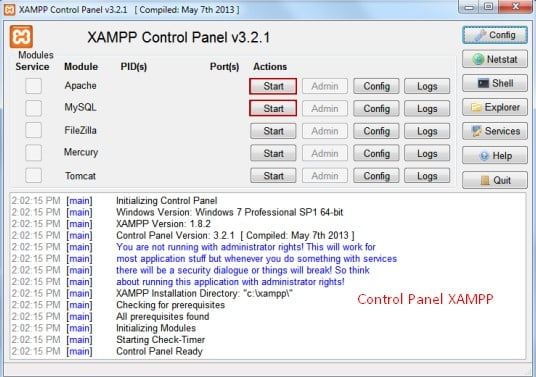 XAMPP Control Panel v3.2.1 [ Compiled: May 7th 2013 ]
XAMPP Control Panel v3.2.1 [ Compiled: May 7th 2013 ]
Config
Modules
Service Module PID(s) Port(s) Actions
Netstat
Apache Start Admin Config Logs
Shell
MySQL Start Admin Config Logs
Explorer
FileZilla Start Admin Config Logs
Services
Mercury Start Admin Config Logs
Help
Tomcat Start Admin Config Logs
Quit
2:02:15 PM [main] Initializing Control Panel
2:02:15 PM [main] Windows Version: Windows 7 Professional SP1 64-bit
2:02:15 PM [main] XAMPP Version: 1.8.2
2:02:15 PM [main] Control Panel Version: 3.2.1 [ Compiled: May 7th 2013 ]
2:02:15 PM [main] You are not running with administrator rights! This will work for
2:02:15 PM [main] most application stuff but whenever you do something with services
2:02:15 PM [main] there will be a security dialogue or things will break! So think
2:02:15 PM [main] about running this application with administrator rights!
2:02:15 PM [main] XAMPP Installation Directory: "c:\xampp\"
2:02:15 PM [main] Checking for prerequisites
2:02:15 PM [main] All prerequisites found
2:02:15 PM [main] Initializing Modules
2:02:15 PM [main] Starting Check-Timer
2:02:15 PM [main] Control Panel Ready
Control Panel XAMPP